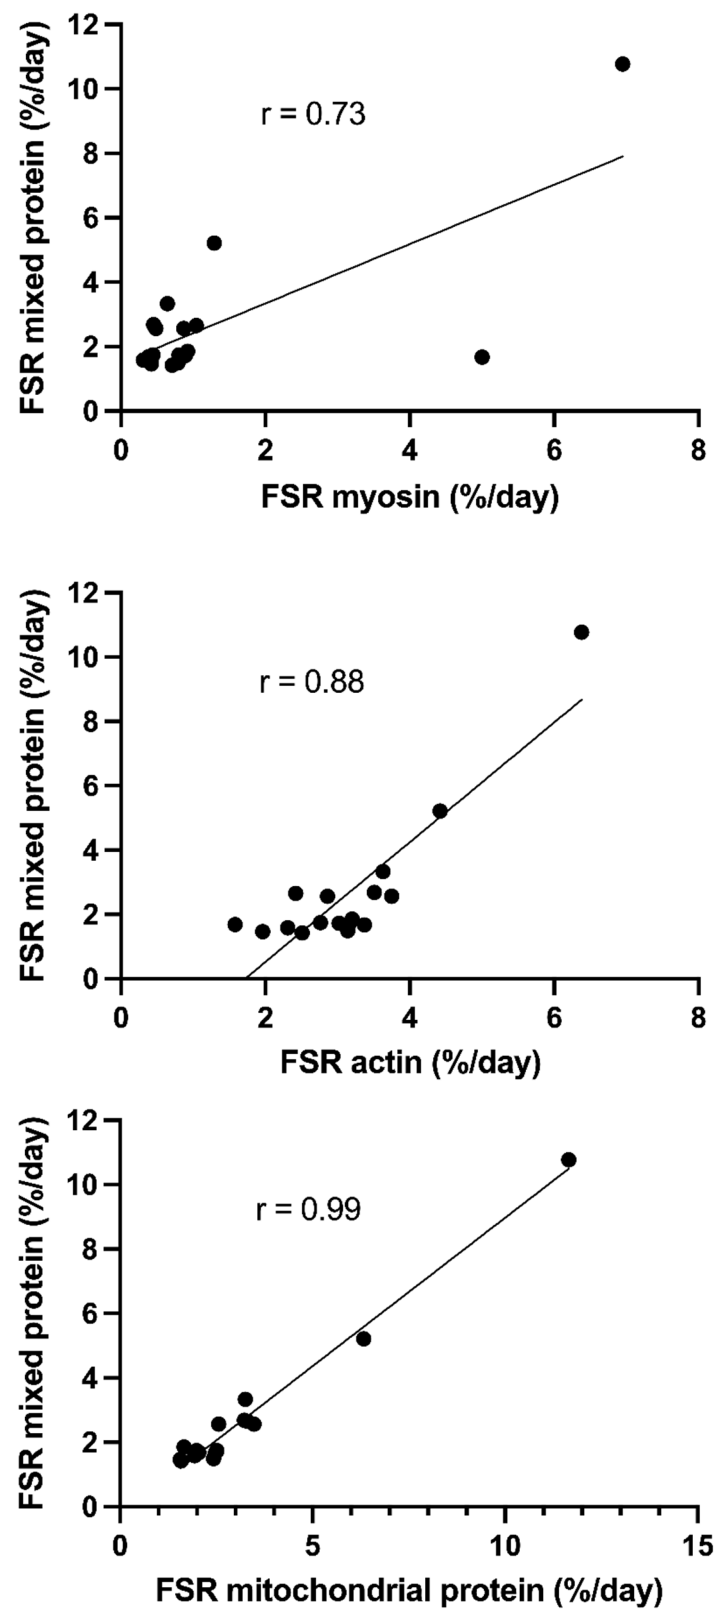 FSR mixed protein (%/day)
12
10
8
6
4
2
0
r = 0.73
0 2 4 6 8
FSR myosin (%/day)
FSR mixed protein (%/day)
12
10
8
6
4
2
0
r = 0.88
0 2 4 6 8
FSR actin (%/day)
FSR mixed protein (%/day)
12
10
8
6
4
2
0
r = 0.99
0 5 10 15
FSR mitochondrial protein (%/day)